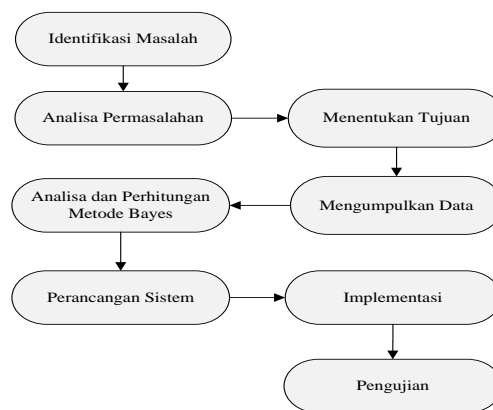 Identifikasi Masalah
Analisa Permasalahan
Menentukan Tujuan
Mengumpulkan Data
Analisa dan Perhitungan
Metode Bayes
Perancangan Sistem
Implementasi
Pengujian